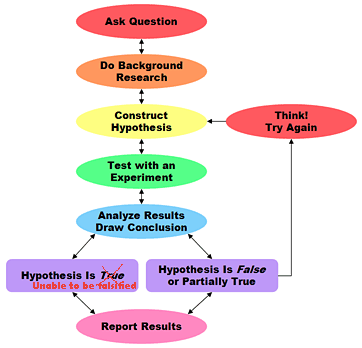 Ask Question
Do Background
Research
Construct
Hypothesis
Think!
Try Again
Test with an
Experiment
Analyze Results
Draw Conclusion
Hypothesis Is True
Unable to be falsified
Hypothesis Is False
or Partially True
Report Results